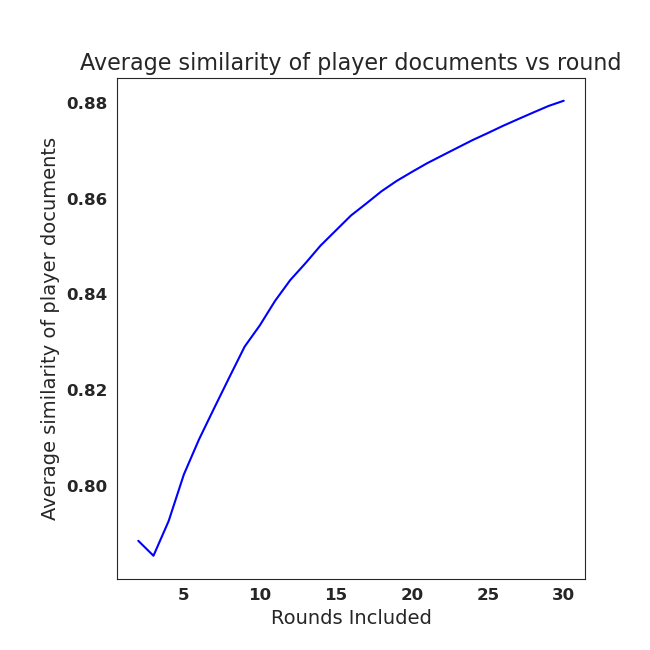 Average similarity of player documents vs round
0.88
0.86
0.84
0.82
0.80
Average similarity of player documents
5 10 15 20 25 30
Rounds Included